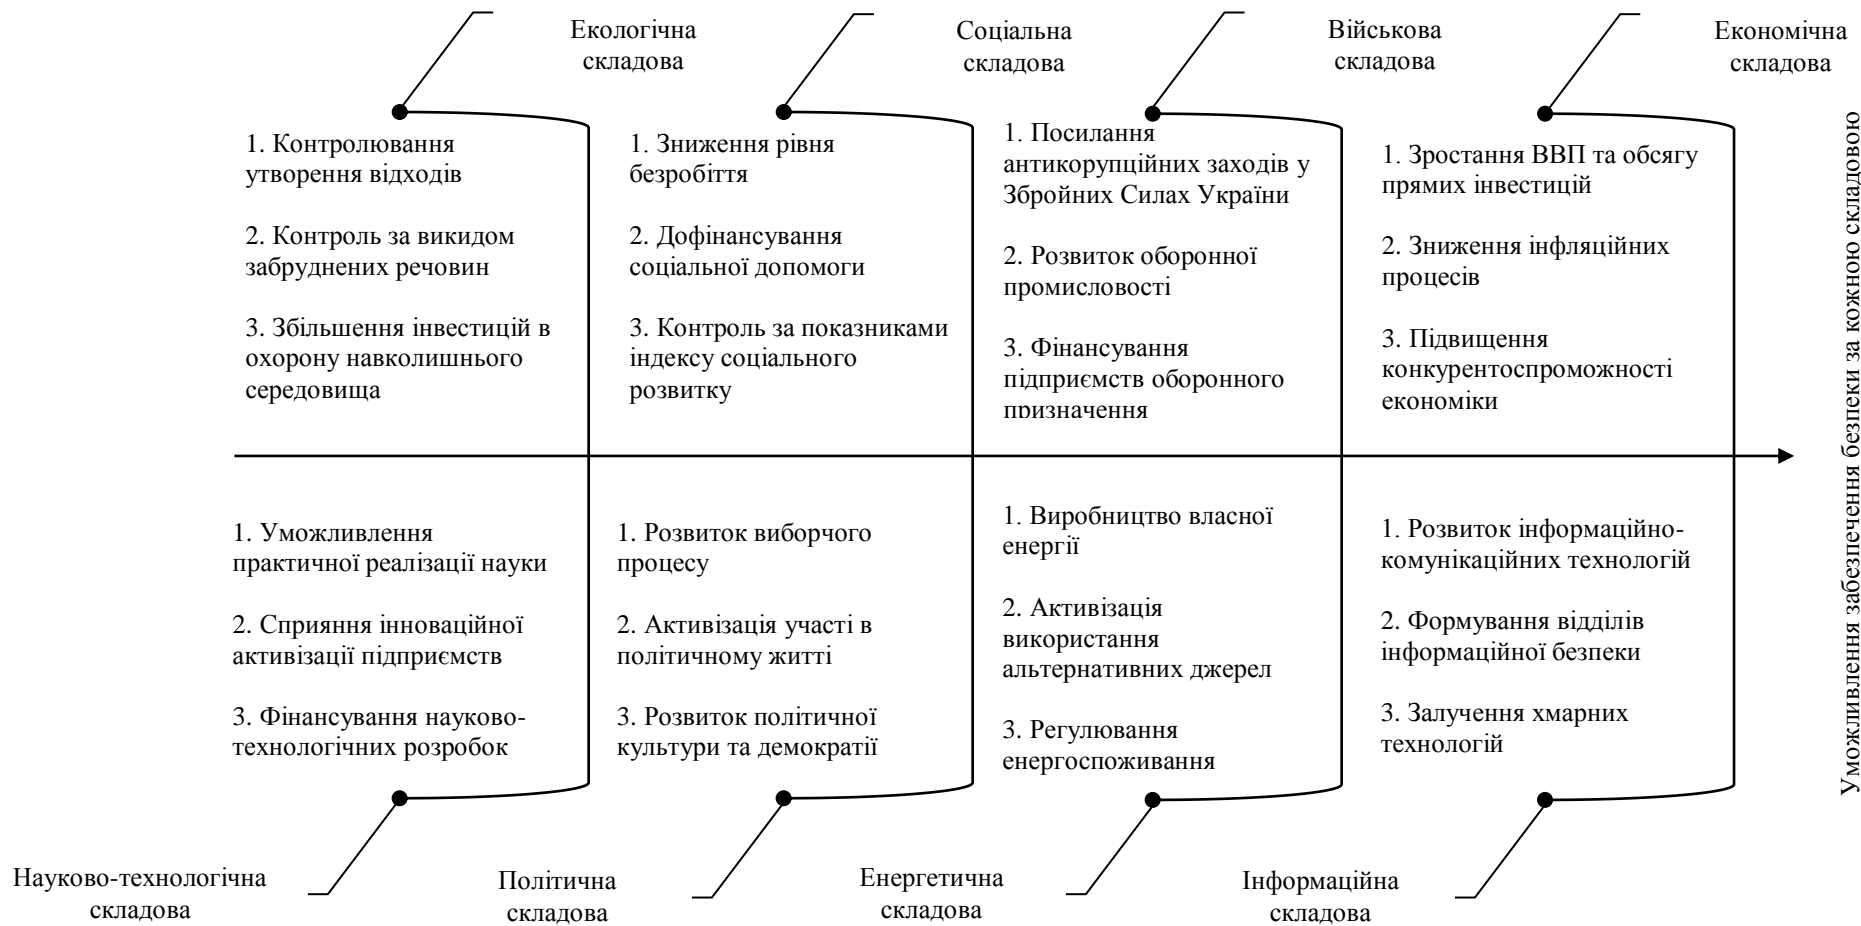 Екологічна
складова
Соціальна
складова
Військова
складова
Економічна
складова
1. Контролювання
утворення відходів
2. Контроль за викидом
забруднених речовин
3. Збільшення інвестицій в
охорону навколишнього
середовища
1. Зниження рівня
безробіття
2. Дофінансування
соціальної допомоги
3. Контроль за показниками
індексу соціального
розвитку
1. Посилання
антикорупційних заходів у
Збройних Силах України
2. Розвиток оборонної
промисловості
3. Фінансування
підприємств оборонного
призначення
1. Зростання ВВП та обсягу
прямих інвестицій
2. Зниження інфляційних
процесів
3. Підвищення
конкурентоспроможності
економіки
1. Уможливлення
практичної реалізації науки
2. Сприяння інноваційної
активізації підприємств
3. Фінансування науково-
технологічних розробок
1. Розвиток виборчого
процесу
2. Активізація участі в
політичному житті
3. Розвиток політичної
культури та демократії
1. Виробництво власної
енергії
2. Активізація
використання
альтернативних джерел
3. Регулювання
енергоспоживання
1. Розвиток інформаційно-
комунікаційних технологій
2. Формування відділів
інформаційної безпеки
3. Залучення хмарних
технологій
Науково-технологічна
складова
Політична
складова
Енергетична
складова
Інформаційна
складова
Уможливлення забезпечення безпеки за кожною складовою